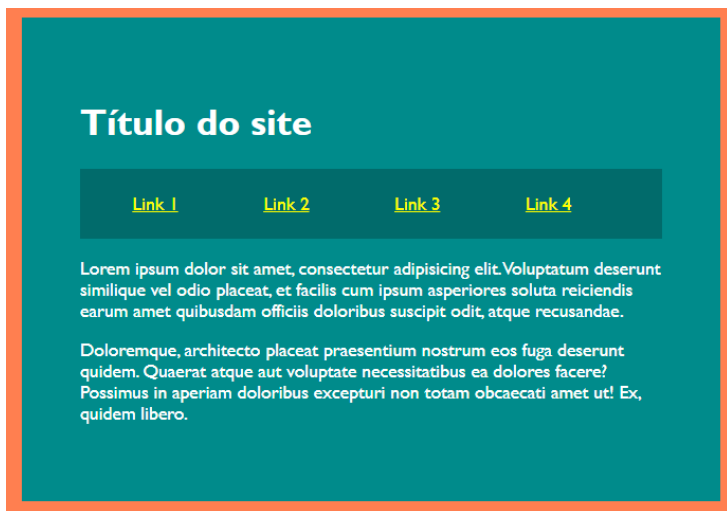 Título do site
Link 1 Link 2 Link 3 Link 4
Lorem ipsum dolor sit amet, consectetur adipisicing elit. Voluptatum deserunt
similique vel odio placeat, et facilis cum ipsum asperiores soluta reiciendis
earum amet quibusdam officiis doloribus suscipit odit, atque recusandae.
Doloremque, architecto placeat praesentium nostrum eos fuga deserunt
quidem. Quaerat atque aut voluptate necessitatibus ea dolores facere?
Possimus in aperiam doloribus excepturi non totam obcaecati amet ut! Ex,
quidem libero.